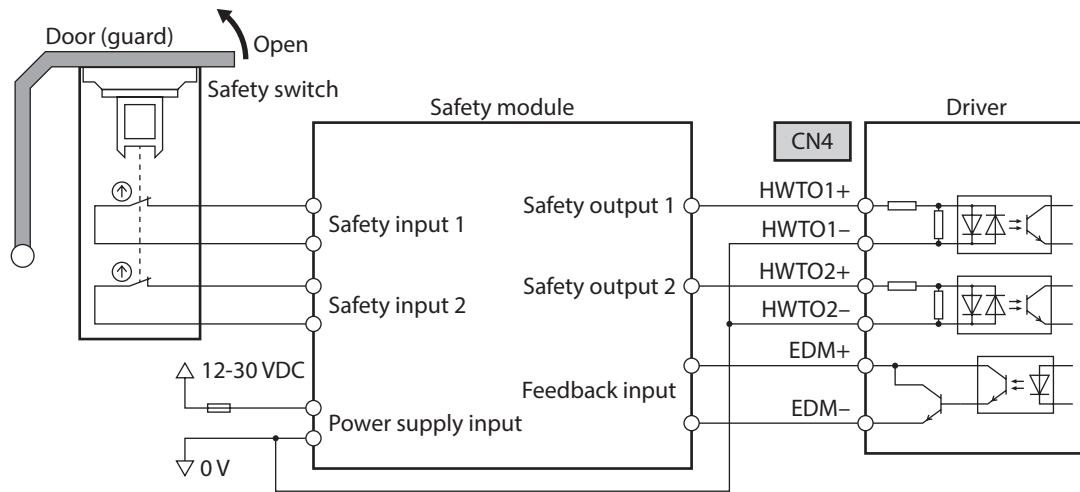 Door (guard)
Open
Safety switch
Safety module
Driver
CN4
HWTO1+
HWTO1–
HWTO2+
HWTO2–
EDM+
EDM–
Safety input 1
Safety output 1
Safety input 2
Safety output 2
12-30 VDC
Feedback input
Power supply input
0 V